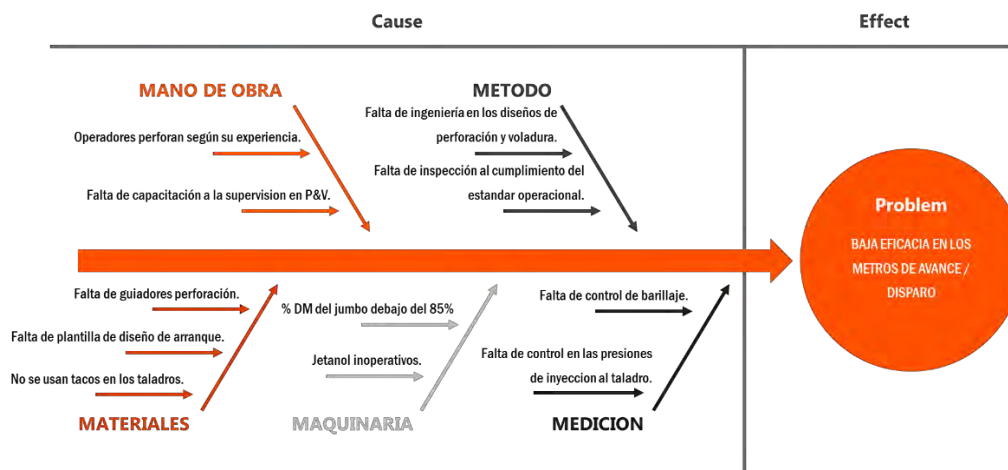 Cause
Effect
MANO DE OBRA
Operadores perforan según su experiencia.
Falta de capacitación a la supervision en P&V.
METODO
Falta de ingeniería en los diseños de
perforación y voladura.
Falta de inspección al cumplimiento del
estandar operacional.
Problem
BAJA EFICACIA EN LOS
METROS DE AVANCE /
DISPARO
Falta de guiadores perforación.
Falta de plantilla de diseño de arranque.
No se usan tacos en los taladros.
MATERIALES
% DM del jumbo debajo del 85%
Jetanol inoperativos.
MAQUINARIA
Falta de control de barillaje.
Falta de control en las presiones
de inyeccion al taladro.
MEDICION